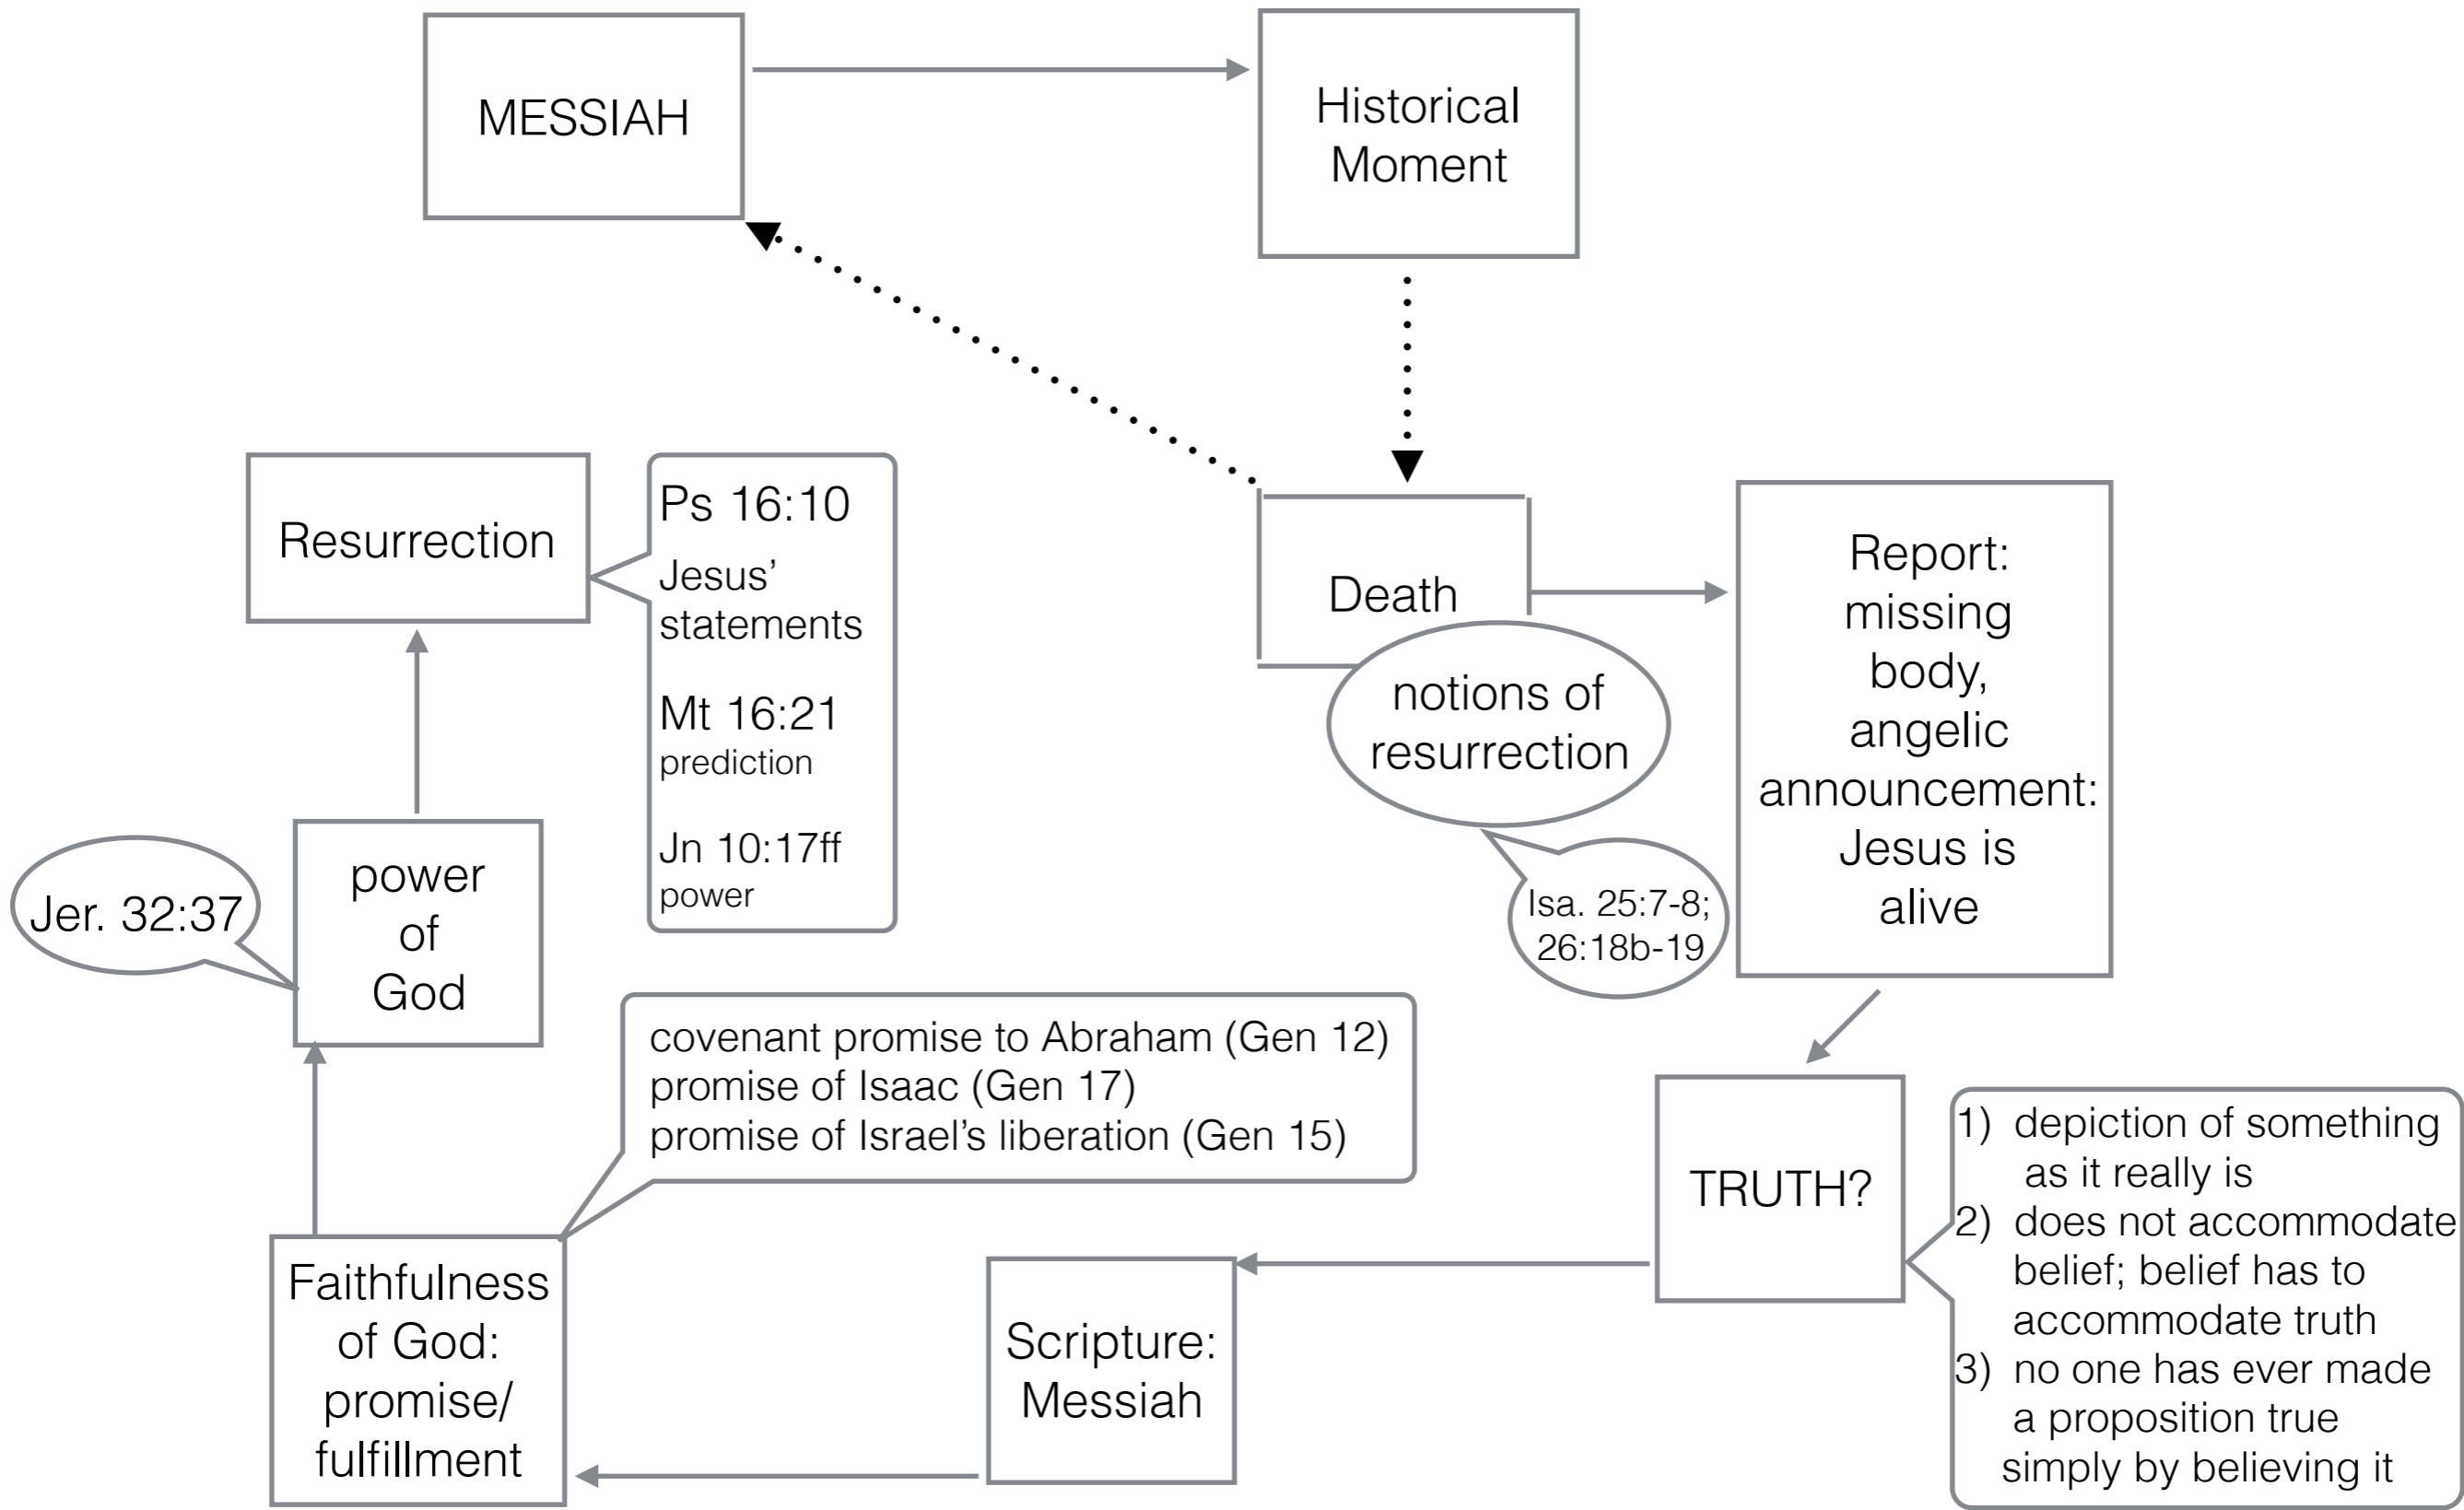 MESSIAH
Historical
Moment
Resurrection
Ps 16:10
Jesus’
statements
Mt 16:21
prediction
Jn 10:17ff
power
Death
notions of
resurrection
Isa. 25:7-8;
26:18b-19
Report:
missing
body,
angelic
announcement:
Jesus is
alive
Jer. 32:37
power
of
God
covenant promise to Abraham (Gen 12)
promise of Isaac (Gen 17)
promise of Israel’s liberation (Gen 15)
TRUTH?
1) depiction of something
as it really is
2) does not accommodate
belief; belief has to
accommodate truth
3) no one has ever made
a proposition true
simply by believing it
Scripture:
Messiah
Faithfulness
of God:
promise/
fulfillment